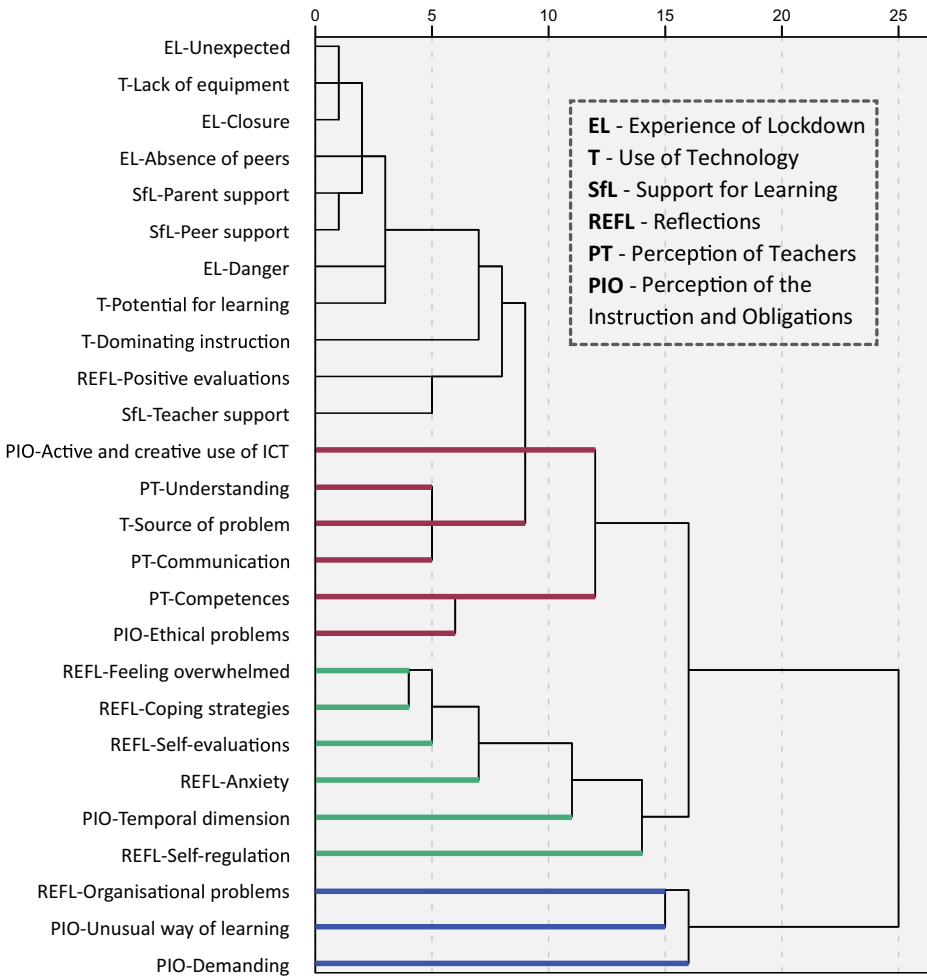 0 5 10 15 20 25
EL-Unexpected
T-Lack of equipment
EL-Closure
EL-Absence of peers
SfL-Parent support
SfL-Peer support
EL-Danger
T-Potential for learning
T-Dominating instruction
REFL-Positive evaluations
SfL-Teacher support
PIO-Active and creative use of ICT
PT-Understanding
T-Source of problem
PT-Communication
PT-Competences
PIO-Ethical problems
REFL-Feeling overwhelmed
REFL-Coping strategies
REFL-Self-evaluations
REFL-Anxiety
PIO-Temporal dimension
REFL-Self-regulation
REFL-Organisational problems
PIO-Unusual way of learning
PIO-Demanding
EL - Experience of Lockdown
T - Use of Technology
SfL - Support for Learning
REFL - Reflections
PT - Perception of Teachers
PIO - Perception of the
Instruction and Obligations